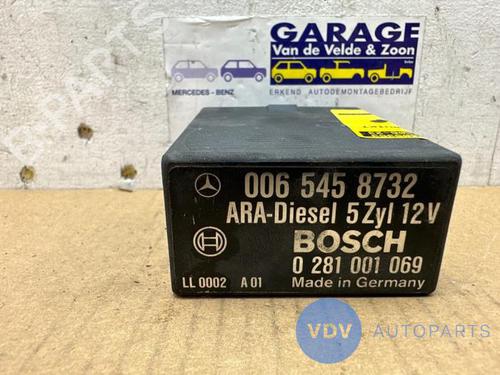 GARAGE
Van de Velde & Zoon
MERCEDES - BENZ
ERKEND AUTODEMONTAGEBEDRIJF
006 545 8732
ARA-Diesel 5Zyl 12V
BOSCH
0 281 001 069
LL 0002 A 01 Made in Germany
VDV AUTOPARTS